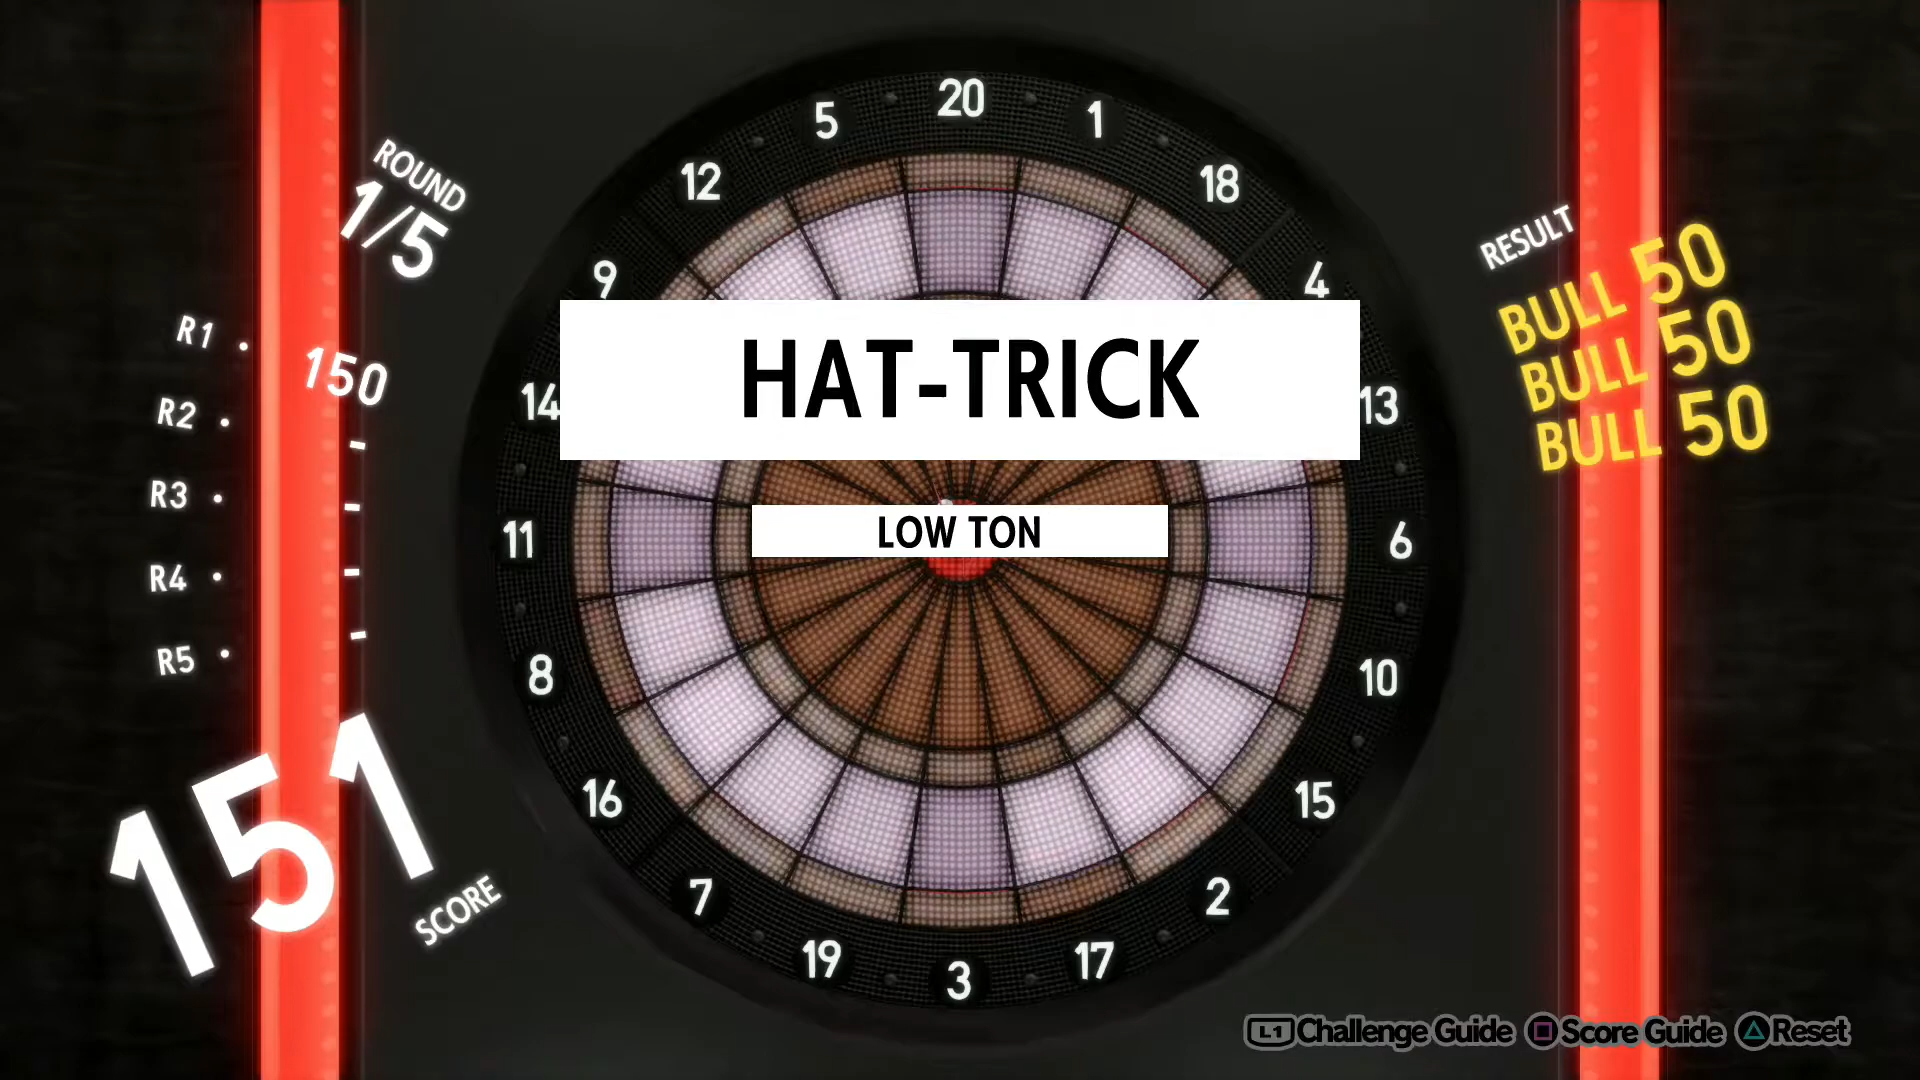 ROUND
1/5
R1 · 150
R2 · -
R3 · -
R4 · -
R5 · -
151
SCORE
20
1
18
4
13
6
10
15
2
17
3
19
7
16
8
11
14
9
12
5
HAT-TRICK
LOW TON
RESULT
BULL 50
BULL 50
BULL 50
L1 Challenge Guide Score Guide Reset